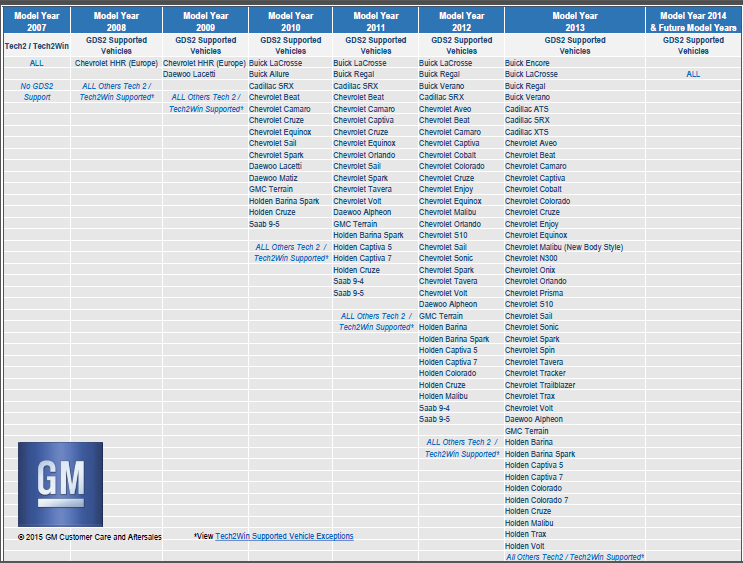 Model Year
2007
Tech2 / Tech2Win
ALL
No GDS2
Support
Model Year
2008
GDS2 Supported
Vehicles
Chevrolet HHR (Europe)
ALL Others Tech 2 /
Tech2Win Supported*
Model Year
2009
GDS2 Supported
Vehicles
Chevrolet HHR (Europe)
Daewoo Lacetti
ALL Others Tech 2 /
Tech2Win Supported*
Model Year
2010
GDS2 Supported
Vehicles
Buick LaCrosse
Buick Allure
Cadillac SRX
Chevrolet Beat
Chevrolet Camaro
Chevrolet Cruze
Chevrolet Equinox
Chevrolet Sail
Chevrolet Spark
Daewoo Lacetti
Daewoo Matiz
GMC Terrain
Holden Barina Spark
Holden Cruze
Saab 9-5
ALL Others Tech 2 /
Tech2Win Supported*
Model Year
2011
GDS2 Supported
Vehicles
Buick LaCrosse
Buick Regal
Cadillac SRX
Chevrolet Beat
Chevrolet Camaro
Chevrolet Captiva
Chevrolet Cruze
Chevrolet Equinox
Chevrolet Orlando
Chevrolet Sail
Chevrolet Spark
Chevrolet Tavera
Chevrolet Volt
Daewoo Alpheon
GMC Terrain
Holden Barina Spark
Holden Captiva 5
Holden Captiva 7
Holden Cruze
Saab 9-4
Saab 9-5
ALL Others Tech 2 /
Tech2Win Supported*
Model Year
2012
GDS2 Supported
Vehicles
Buick LaCrosse
Buick Regal
Buick Verano
Cadillac SRX
Chevrolet Aveo
Chevrolet Beat
Chevrolet Camaro
Chevrolet Captiva
Chevrolet Cobalt
Chevrolet Colorado
Chevrolet Cruze
Chevrolet Enjoy
Chevrolet Equinox
Chevrolet Malibu
Chevrolet Orlando
Chevrolet S10
Chevrolet Sail
Chevrolet Sonic
Chevrolet Spark
Chevrolet Tavera
Chevrolet Volt
Daewoo Alpheon
GMC Terrain
Holden Barina
Holden Barina Spark
Holden Captiva 5
Holden Captiva 7
Holden Colorado
Holden Cruze
Holden Malibu
Saab 9-4
Saab 9-5
ALL Others Tech 2 /
Tech2Win Supported*
Model Year
2013
GDS2 Supported
Vehicles
Buick Encore
Buick LaCrosse
Buick Regal
Buick Verano
Cadillac ATS
Cadillac SRX
Cadillac XTS
Chevrolet Aveo
Chevrolet Beat
Chevrolet Camaro
Chevrolet Captiva
Chevrolet Cobalt
Chevrolet Colorado
Chevrolet Cruze
Chevrolet Enjoy
Chevrolet Equinox
Chevrolet Malibu (New Body Style)
Chevrolet N300
Chevrolet Onix
Chevrolet Orlando
Chevrolet Prisma
Chevrolet S10
Chevrolet Sail
Chevrolet Sonic
Chevrolet Spark
Chevrolet Spin
Chevrolet Tavera
Chevrolet Tracker
Chevrolet Trailblazer
Chevrolet Trax
Chevrolet Volt
Daewoo Alpheon
GMC Terrain
Holden Barina
Holden Barina Spark
Holden Captiva 5
Holden Captiva 7
Holden Colorado
Holden Colorado 7
Holden Cruze
Holden Malibu
Holden Trax
Holden Volt
All Others Tech2 / Tech2Win Supported*
Model Year 2014
& Future Model Years
GDS2 Supported
Vehicles
ALL
GM
© 2015 GM Customer Care and Aftersales
*View Tech2Win Supported Vehicle Exceptions